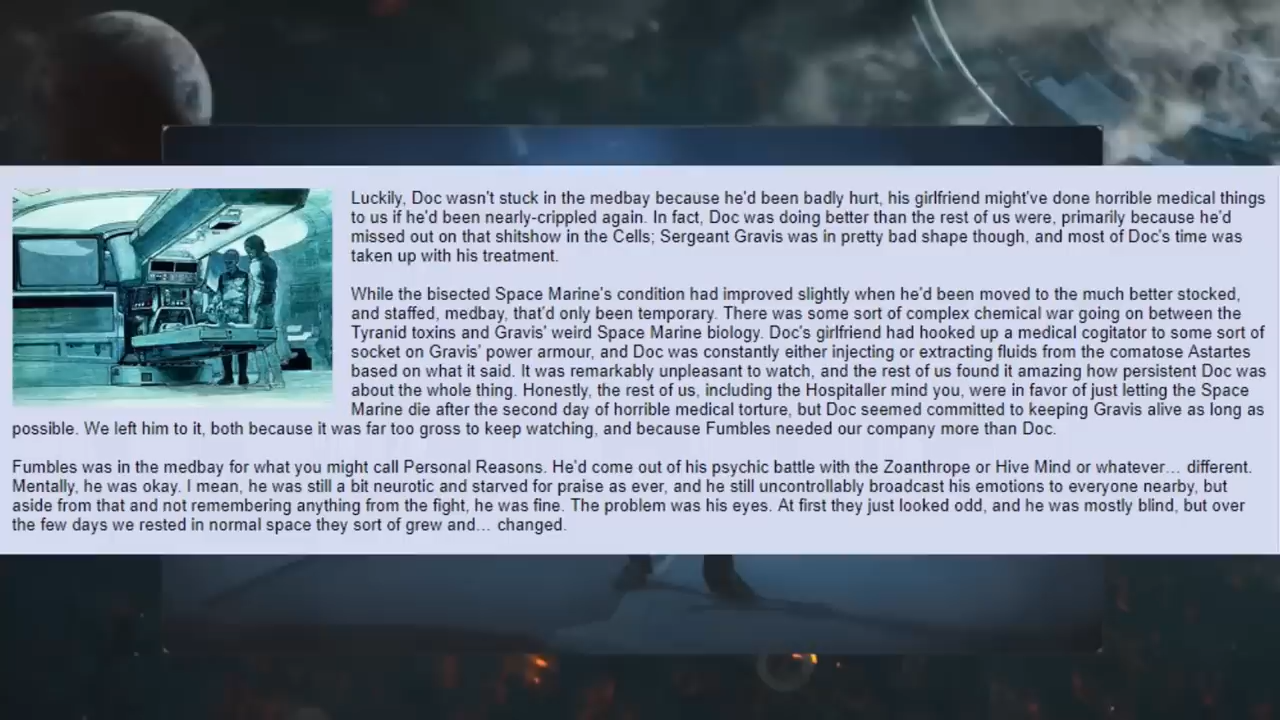 Luckily, Doc wasn't stuck in the medbay because he'd been badly hurt, his girlfriend might've done horrible medical things
to us if he'd been nearly-crippled again. In fact, Doc was doing better than the rest of us were, primarily because he'd
missed out on that shitshow in the Cells; Sergeant Gravis was in pretty bad shape though, and most of Doc's time was
taken up with his treatment.
While the bisected Space Marine's condition had improved slightly when he'd been moved to the much better stocked,
and staffed, medbay, that'd only been temporary. There was some sort of complex chemical war going on between the
Tyranid toxins and Gravis' weird Space Marine biology. Doc's girlfriend had hooked up a medical cogitator to some sort of
socket on Gravis' power armour, and Doc was constantly either injecting or extracting fluids from the comatose Astartes
based on what it said. It was remarkably unpleasant to watch, and the rest of us found it amazing how persistent Doc was
about the whole thing. Honestly, the rest of us, including the Hospitaller mind you, were in favor of just letting the Space
Marine die after the second day of horrible medical torture, but Doc seemed committed to keeping Gravis alive as long as
possible. We left him to it, both because it was far too gross to keep watching, and because Fumbles needed our company more than Doc.
Fumbles was in the medbay for what you might call Personal Reasons. He'd come out of his psychic battle with the Zoanthrope or Hive Mind or whatever... different.
Mentally, he was okay. I mean, he was still a bit neurotic and starved for praise as ever, and he still uncontrollably broadcast his emotions to everyone nearby, but
aside from that and not remembering anything from the fight, he was fine. The problem was his eyes. At first they just looked odd, and he was mostly blind, but over
the few days we rested in normal space they sort of grew and... changed.